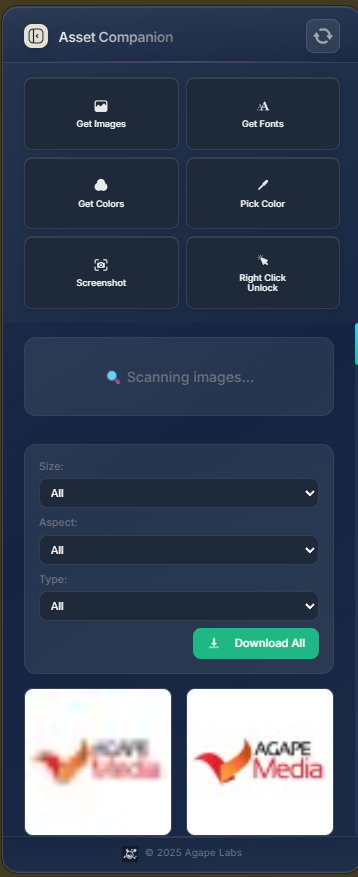 Asset Companion
Get Images
Get Fonts
Get Colors
Pick Color
Screenshot
Right Click
Unlock
Scanning images...
Size:
All
Aspect:
All
Type:
All
Download All
AGAPE
Media
AGAPE
Media
© 2025 Agape Labs